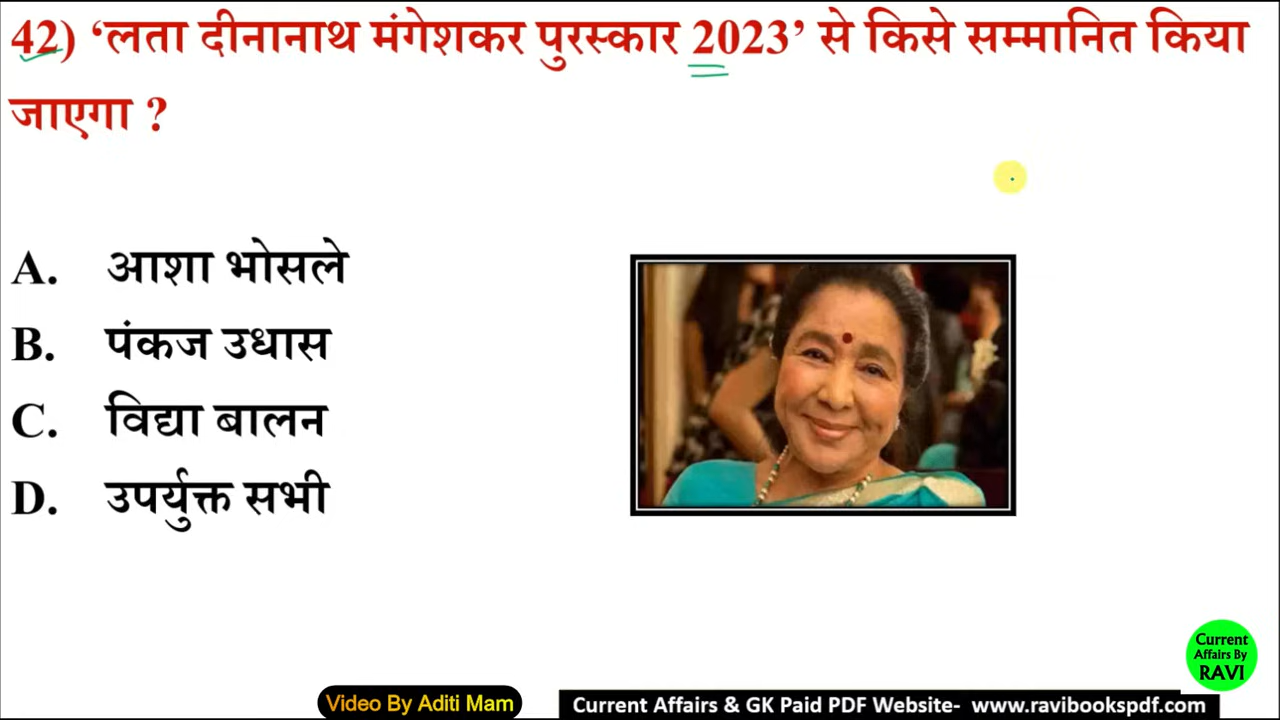 42) ‘लता दीनानाथ मंगेशकर पुरस्कार 2023’ से किसे सम्मानित किया
जाएगा ?
A. आशा भोसले
B. पंकज उधास
C. विद्या बालन
D. उपर्युक्त सभी
Current
Affairs By
RAVI
Video By Aditi Mam
Current Affairs & GK Paid PDF Website- www.ravibookspdf.com